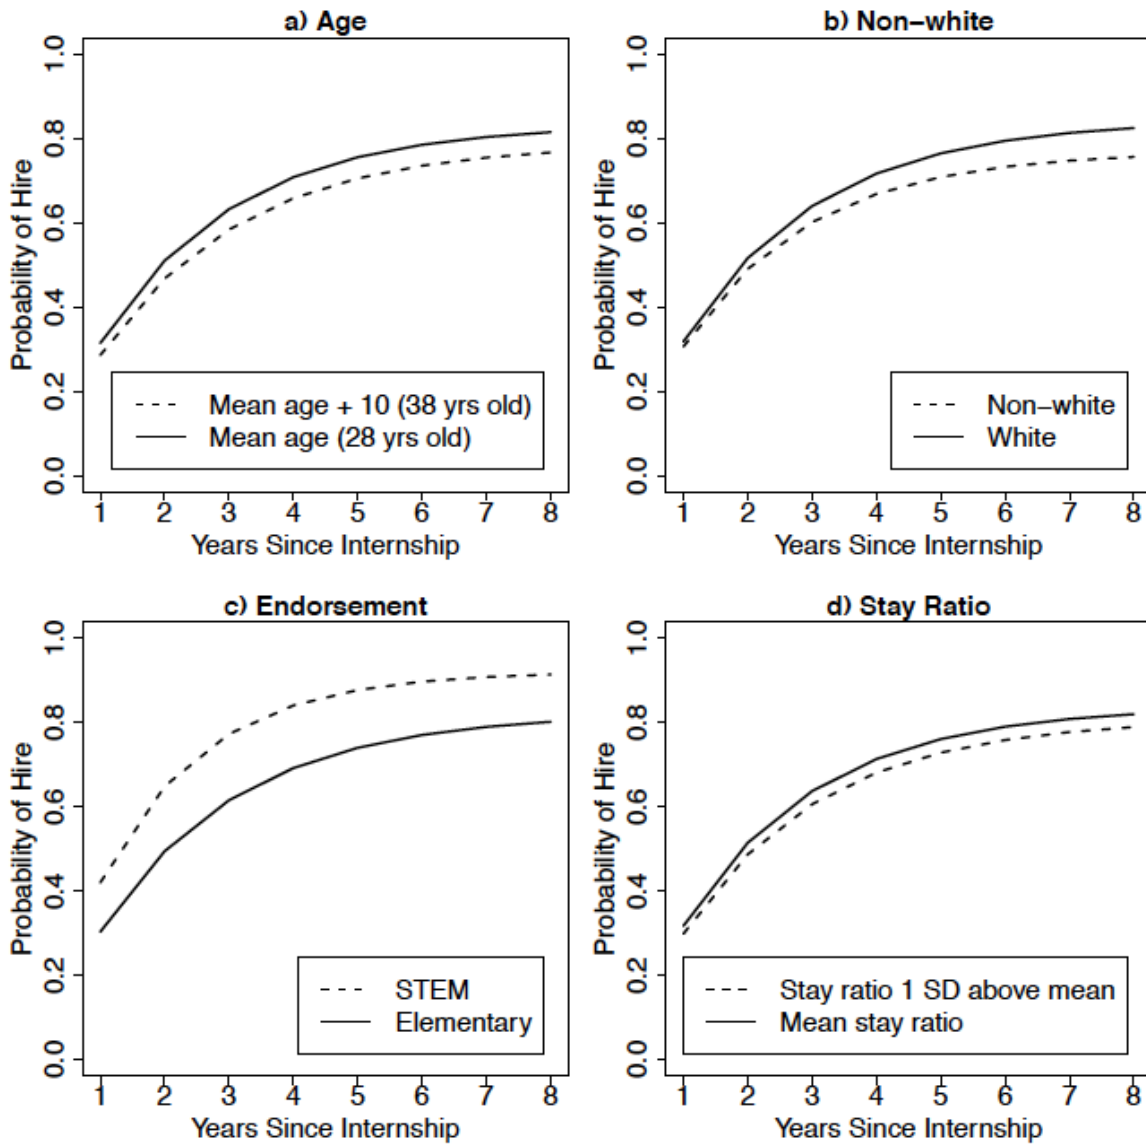 a) Age
1.0
0.8
0.6
0.4
0.2
0.0
Probability of Hire
Mean age + 10 (38 yrs old)
Mean age (28 yrs old)
1 2 3 4 5 6 7 8
Years Since Internship
b) Non−white
1.0
0.8
0.6
0.4
0.2
0.0
Probability of Hire
Non−white
White
1 2 3 4 5 6 7 8
Years Since Internship
c) Endorsement
1.0
0.8
0.6
0.4
0.2
0.0
Probability of Hire
STEM
Elementary
1 2 3 4 5 6 7 8
Years Since Internship
d) Stay Ratio
1.0
0.8
0.6
0.4
0.2
0.0
Probability of Hire
Stay ratio 1 SD above mean
Mean stay ratio
1 2 3 4 5 6 7 8
Years Since Internship